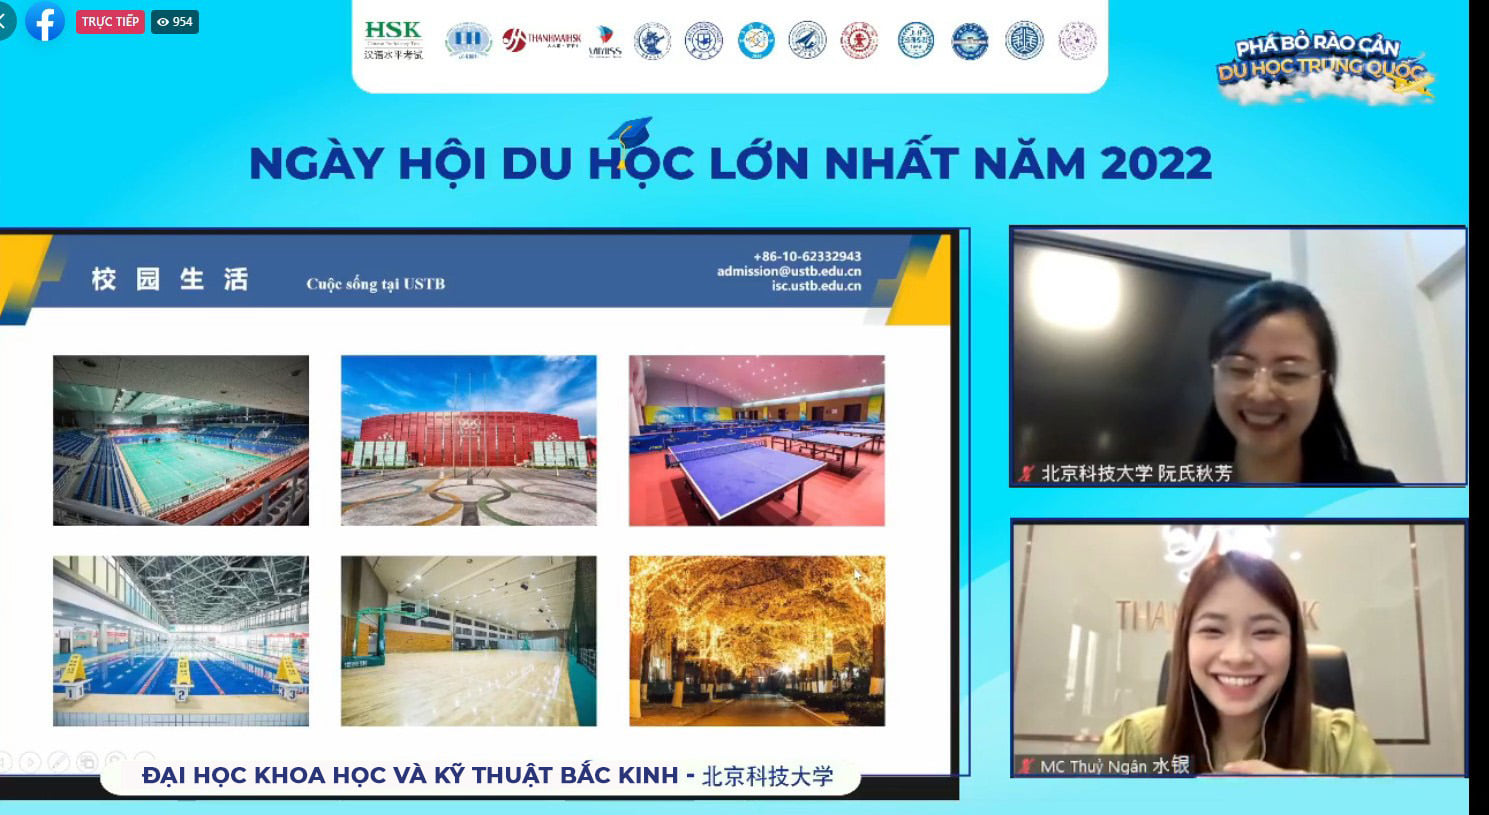 TRỰC TIẾP
954
HSK
汉语水平考试
THANHMAIHSK
VMISS
PHÁ BỎ RÀO CẢN
DU HỌC TRUNG QUỐC
NGÀY HỘI DU HỌC LỚN NHẤT NĂM 2022
校园生活
Cuộc sống tại USTB
+86-10-62332943
admission@ustb.edu.cn
isc.ustb.edu.cn
北京科技大学 阮氏秋芳
1
2
3
ĐẠI HỌC KHOA HỌC VÀ KỸ THUẬT BẮC KINH - 北京科技大学
MC Thuỷ Ngân 水银